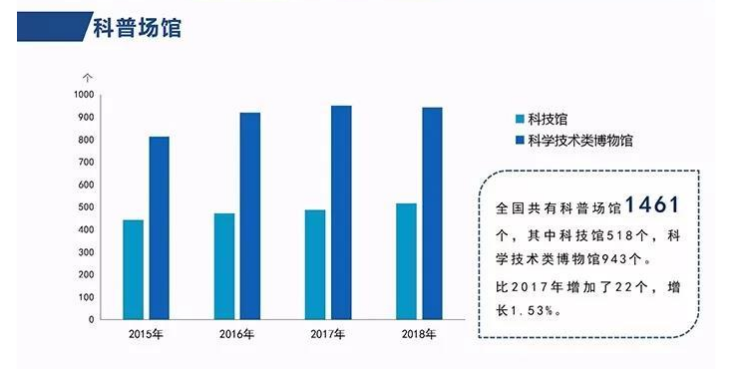 科普场馆
个
1000
900
800
700
600
500
400
300
200
100
0
2015年
2016年
2017年
2018年
科技馆
科学技术类博物馆
全国共有科普场馆1461
个，其中科技馆518个，科
学技术类博物馆943个。
比2017年增加了22个，增
长1.53%。